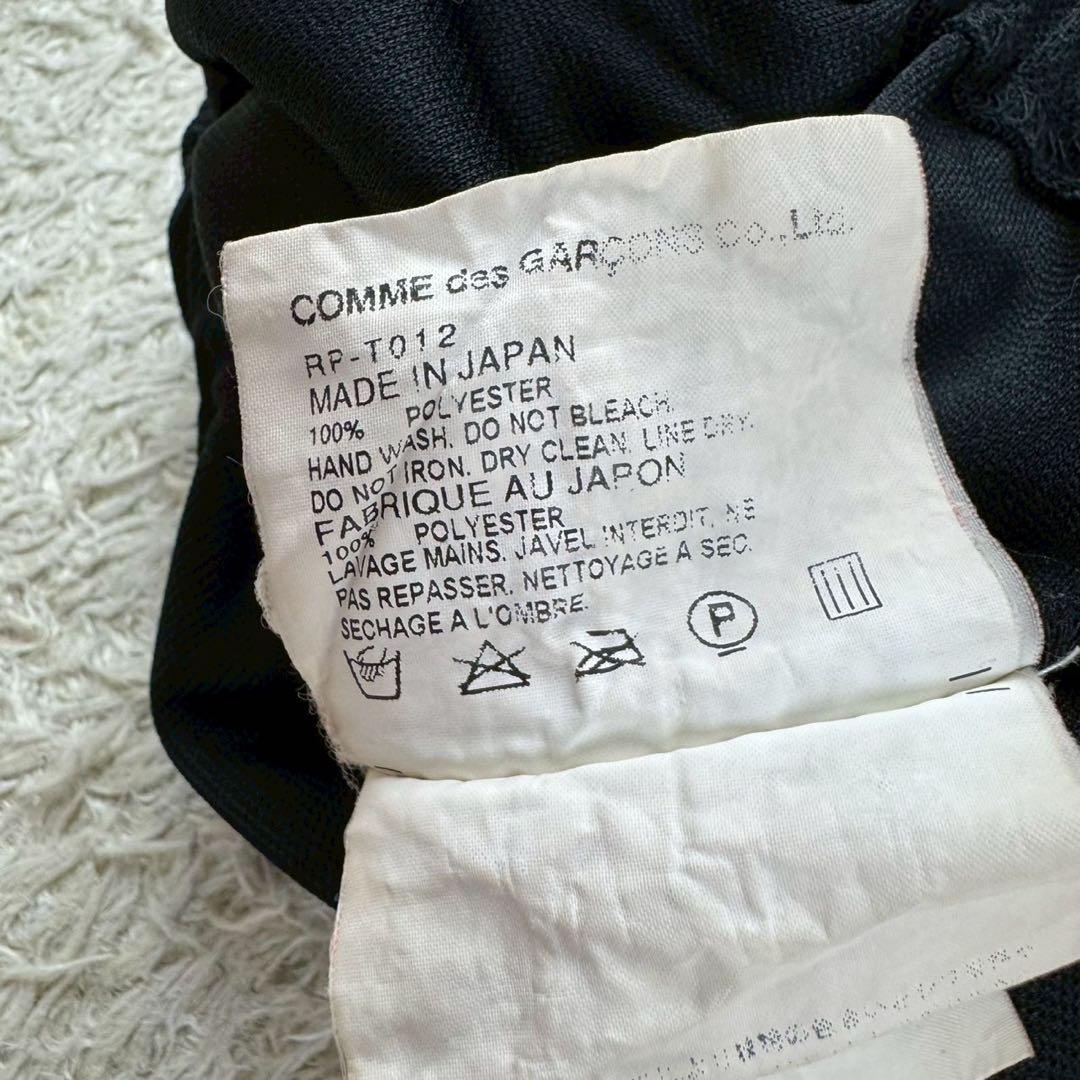 COMME des GARÇONS Co.,Ltd.
RP-T012
MADE IN JAPAN
100% POLYESTER
HAND WASH. DO NOT BLEACH.
DO NOT IRON. DRY CLEAN. LINE DRY.
FABRIQUE AU JAPON
100% POLYESTER
LAVAGE MAINS. JAVEL INTERDIT. NE
PAS REPASSER. NETTOYAGE A SEC.
SECHAGE A L'OMBRE.
P